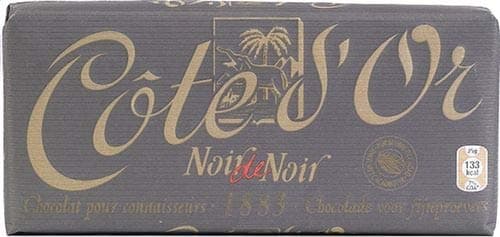 Côte d'Or
Noir de Noir
Chocolat pour connaisseurs 1883 Chocolade voor fijnproevers
133
kcal